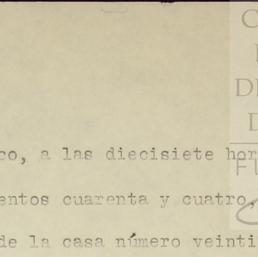 co, a las diecisiete hor
entos cuarenta y cuatro,
de la casa número veinti